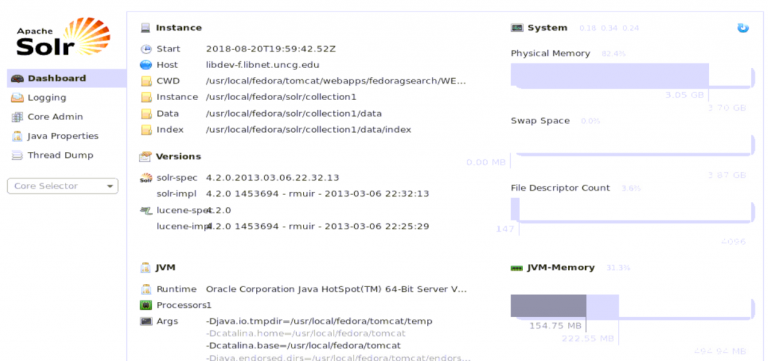 Apache
Solr
Dashboard
Logging
Core Admin
Java Properties
Thread Dump
Core Selector
Instance
Start 2018-08-20T19:59:42.52Z
Host libdev-f.libnet.uncg.edu
CWD /usr/local/fedora/tomcat/webapps/fedoragsearch/WE...
Instance /usr/local/fedora/solr/collection1
Data /usr/local/fedora/solr/collection1/data
Index /usr/local/fedora/solr/collection1/data/index
Versions
solr-spec 4.2.0.2013.03.06.22.32.13
solr-impl 4.2.0 1453694 - rmuir - 2013-03-06 22:32:13
lucene-spec 4.2.0
lucene-impl 4.2.0 1453694 - rmuir - 2013-03-06 22:25:29
JVM
Runtime Oracle Corporation Java HotSpot(TM) 64-Bit Server V...
Processors 1
Args -Djava.io.tmpdir=/usr/local/fedora/tomcat/temp
-Dcatalina.home=/usr/local/fedora/tomcat
-Dcatalina.base=/usr/local/fedora/tomcat
-Djava.endorsed.dirs=/usr/local/fedora/tomcat/endors...
System 0.18 0.34 0.24
Physical Memory 82.4%
3.05 GB
3.70 GB
Swap Space 0.0%
0.00 MB
3.87 GB
File Descriptor Count 3.6%
147
4096
JVM-Memory 31.3%
154.75 MB
222.55 MB